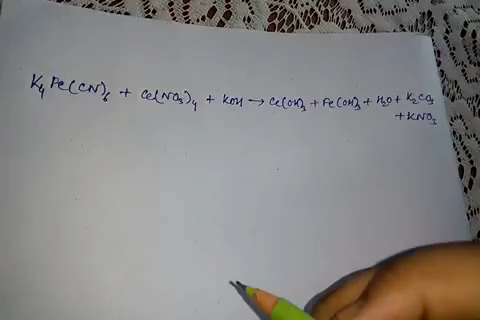 K₄Fe(CN)₆ + Ce(NO₃)₄ + KOH → Ce(OH)₃ + Fe(OH)₃ + H₂O + K₂CO₃
+ KNO₃